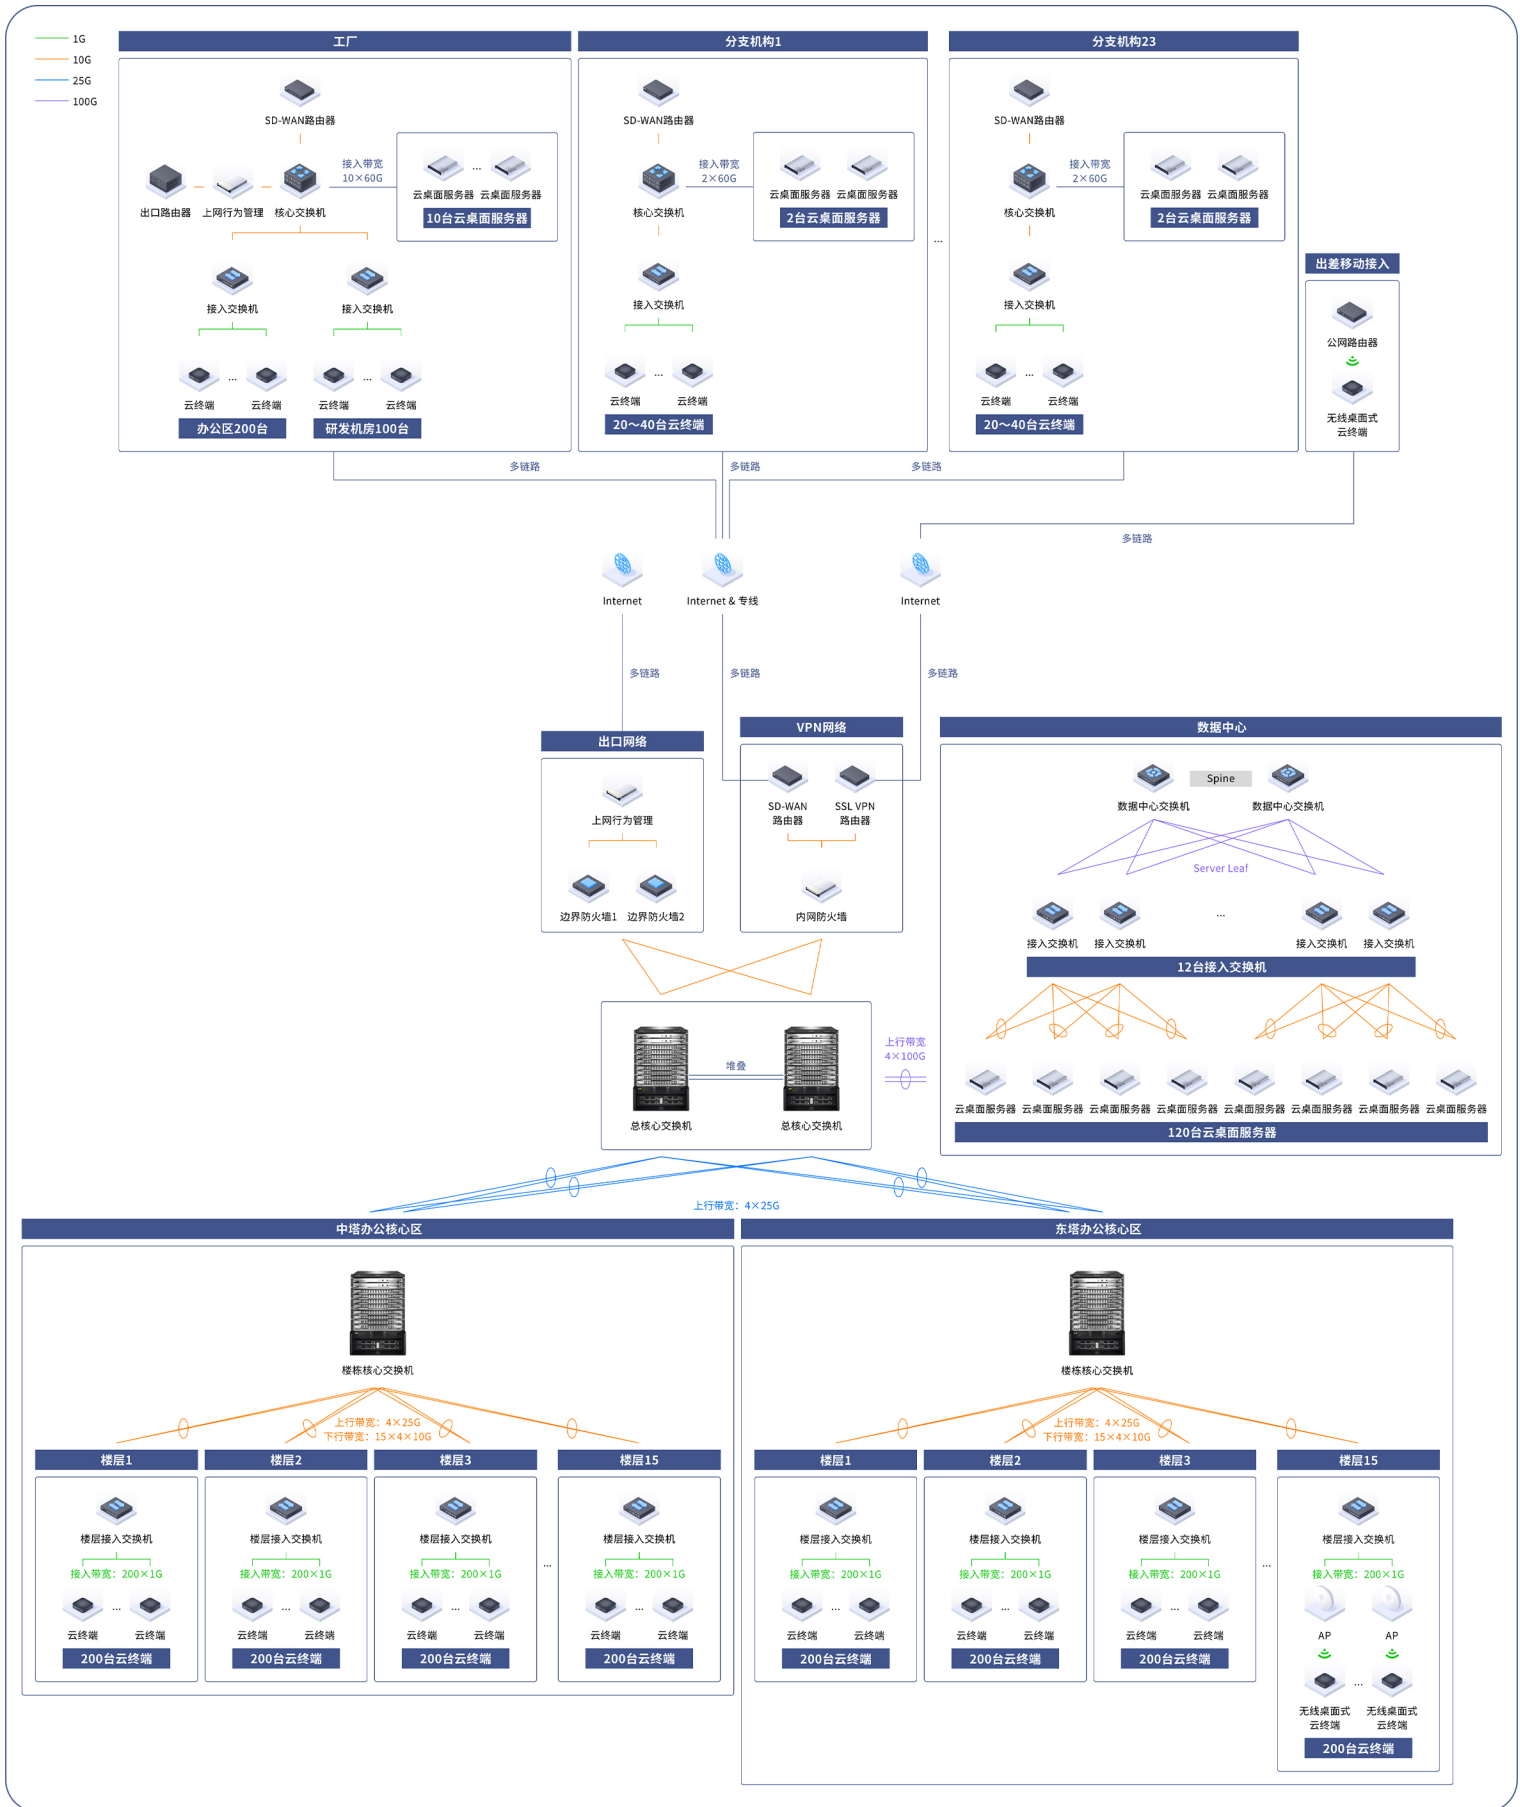 1G
10G
25G
100G
工厂
SD-WAN路由器
出口路由器
上网行为管理
核心交换机
接入带宽
10×60G
云桌面服务器
...
云桌面服务器
10台云桌面服务器
接入交换机
接入交换机
云终端
...
云终端
云终端
...
云终端
办公区200台
研发机房100台
分支机构1
SD-WAN路由器
核心交换机
接入带宽
2×60G
云桌面服务器
云桌面服务器
2台云桌面服务器
接入交换机
云终端
...
云终端
20～40台云终端
...
分支机构23
SD-WAN路由器
核心交换机
接入带宽
2×60G
云桌面服务器
云桌面服务器
2台云桌面服务器
接入交换机
云终端
...
云终端
20～40台云终端
出差移动接入
公网路由器
无线桌面式
云终端
多链路
多链路
多链路
多链路
Internet
Internet & 专线
Internet
多链路
多链路
多链路
出口网络
上网行为管理
边界防火墙1
边界防火墙2
VPN网络
SD-WAN
路由器
SSL VPN
路由器
内网防火墙
数据中心
Spine
数据中心交换机
数据中心交换机
Server Leaf
接入交换机
接入交换机
...
接入交换机
接入交换机
12台接入交换机
云桌面服务器
云桌面服务器
云桌面服务器
云桌面服务器
云桌面服务器
云桌面服务器
云桌面服务器
云桌面服务器
120台云桌面服务器
堆叠
总核心交换机
总核心交换机
上行带宽
4×100G
上行带宽：4×25G
中塔办公核心区
楼栋核心交换机
上行带宽：4×25G
下行带宽：15×4×10G
楼层1
楼层接入交换机
接入带宽：200×1G
...
云终端
云终端
200台云终端
楼层2
楼层接入交换机
接入带宽：200×1G
...
云终端
云终端
200台云终端
楼层3
楼层接入交换机
接入带宽：200×1G
...
云终端
云终端
200台云终端
...
楼层15
楼层接入交换机
接入带宽：200×1G
...
云终端
云终端
200台云终端
东塔办公核心区
楼栋核心交换机
上行带宽：4×25G
下行带宽：15×4×10G
楼层1
楼层接入交换机
接入带宽：200×1G
...
云终端
云终端
200台云终端
楼层2
楼层接入交换机
接入带宽：200×1G
...
云终端
云终端
200台云终端
楼层3
楼层接入交换机
接入带宽：200×1G
...
云终端
云终端
200台云终端
...
楼层15
楼层接入交换机
接入带宽：200×1G
AP
AP
...
无线桌面式
云终端
无线桌面式
云终端
200台云终端